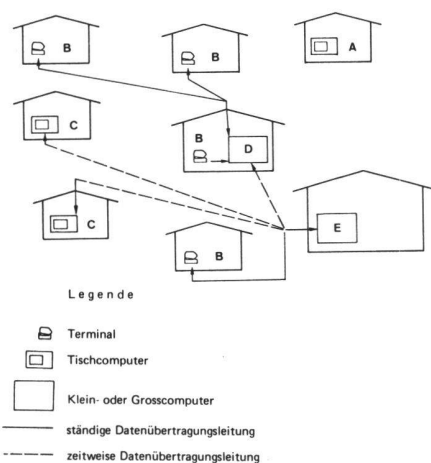 B
B
A
C
B
D
C
E
B
Legende
Terminal
Tischcomputer
Klein- oder Grosscomputer
ständige Datenübertragungsleitung
zeitweise Datenübertragungsleitung